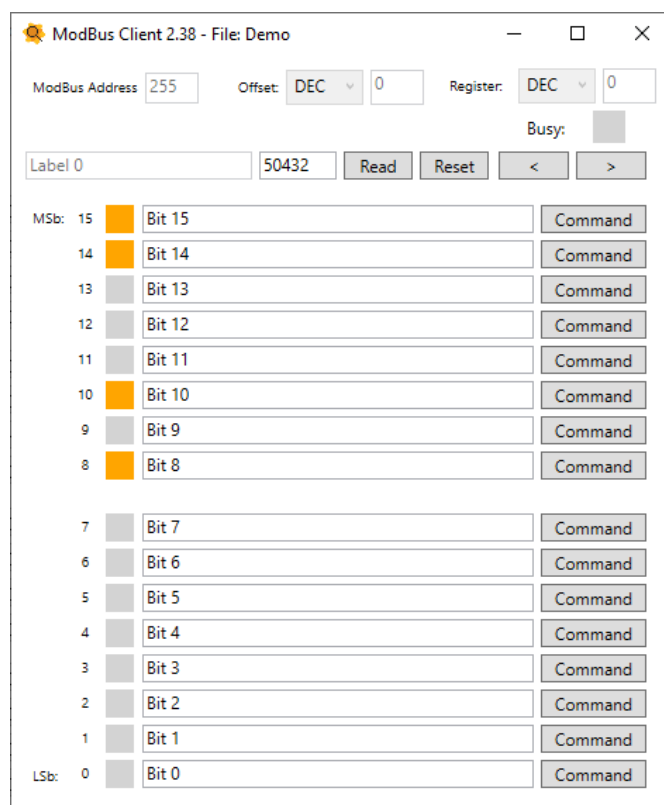 ModBus Client 2.38 - File: Demo
ModBus Address 255 Offset: DEC 0 Register: DEC 0
Busy:
Label 0 50432 Read Reset < >
MSb: 15 Bit 15 Command
14 Bit 14 Command
13 Bit 13 Command
12 Bit 12 Command
11 Bit 11 Command
10 Bit 10 Command
9 Bit 9 Command
8 Bit 8 Command
7 Bit 7 Command
6 Bit 6 Command
5 Bit 5 Command
4 Bit 4 Command
3 Bit 3 Command
2 Bit 2 Command
1 Bit 1 Command
LSb: 0 Bit 0 Command